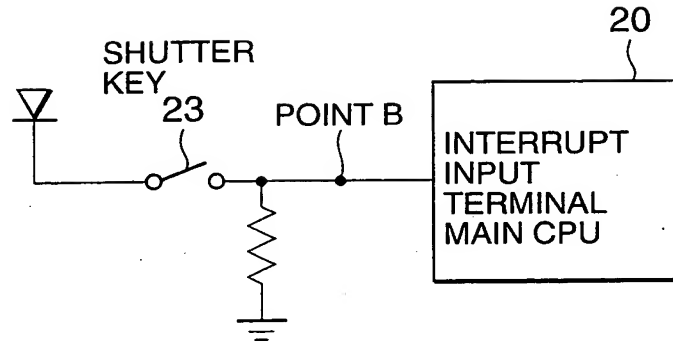 20
SHUTTER
KEY
23
POINT B
INTERRUPT
INPUT
TERMINAL
MAIN CPU